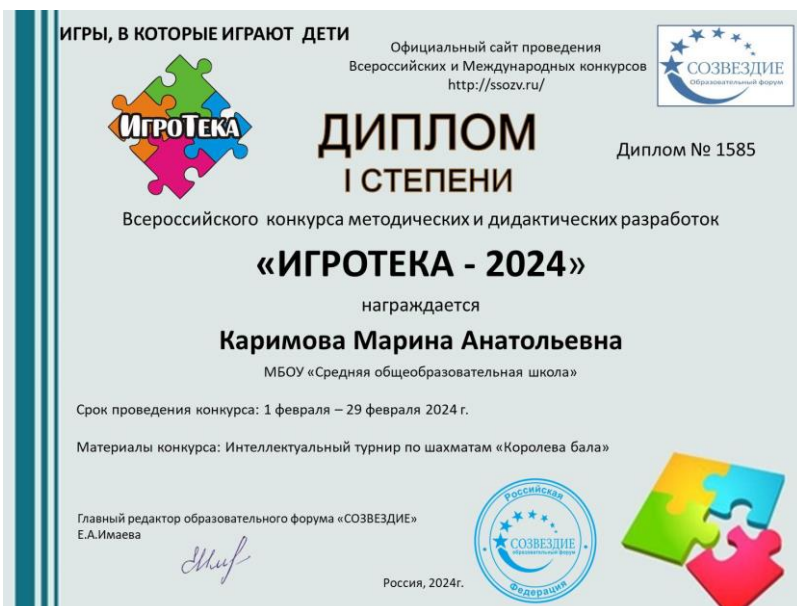 ИГРЫ, В КОТОРЫЕ ИГРАЮТ ДЕТИ
Официальный сайт проведения
Всероссийских и Международных конкурсов
http://ssozv.ru/
СОЗВЕЗДИЕ
Образовательный форум
ИгроТека
ДИПЛОМ
I СТЕПЕНИ
Диплом № 1585
Всероссийского конкурса методических и дидактических разработок
«ИГРОТЕКА - 2024»
награждается
Каримова Марина Анатольевна
МБОУ «Средняя общеобразовательная школа»
Срок проведения конкурса: 1 февраля – 29 февраля 2024 г.
Материалы конкурса: Интеллектуальный турнир по шахматам «Королева бала»
Главный редактор образовательного форума «СОЗВЕЗДИЕ»
Е.А.Имаева
Российская
СОЗВЕЗДИЕ
образовательный форум
Федерация
Россия, 2024г.